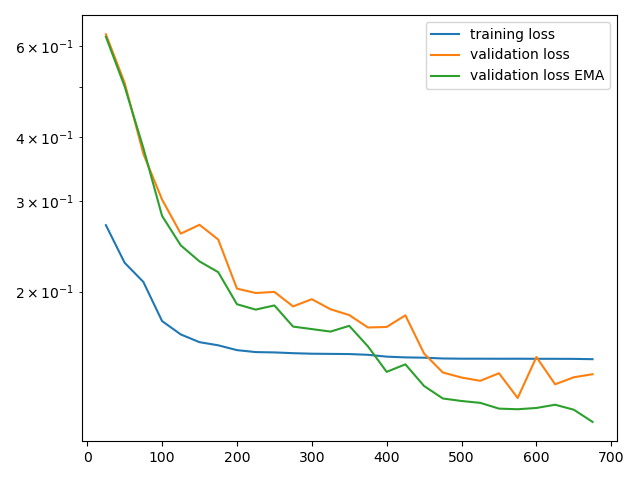 training loss
validation loss
validation loss EMA
6 × 10⁻¹
4 × 10⁻¹
3 × 10⁻¹
2 × 10⁻¹
0 100 200 300 400 500 600 700